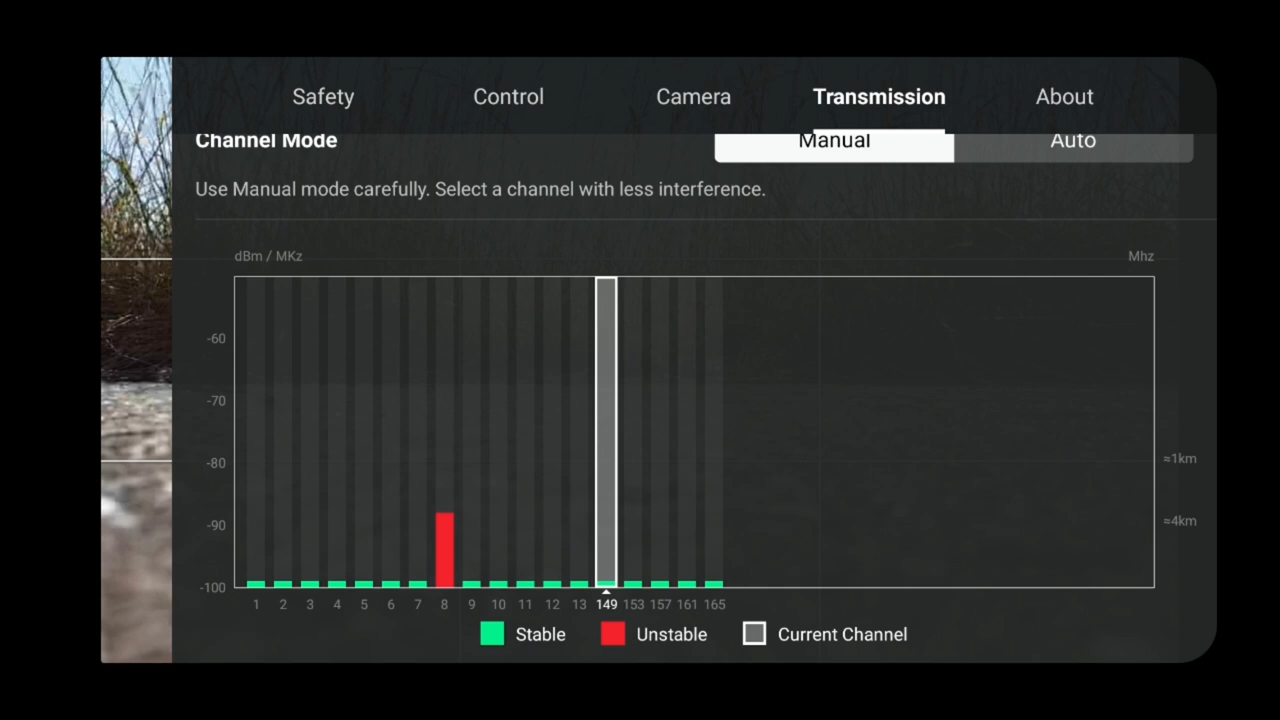 Safety Control Camera Transmission About
Channel Mode Manual Auto
Use Manual mode carefully. Select a channel with less interference.
dBm / MKz Mhz
-60
-70
-80 ≈1km
-90 ≈4km
-100
1 2 3 4 5 6 7 8 9 10 11 12 13 149 153 157 161 165
Stable Unstable Current Channel